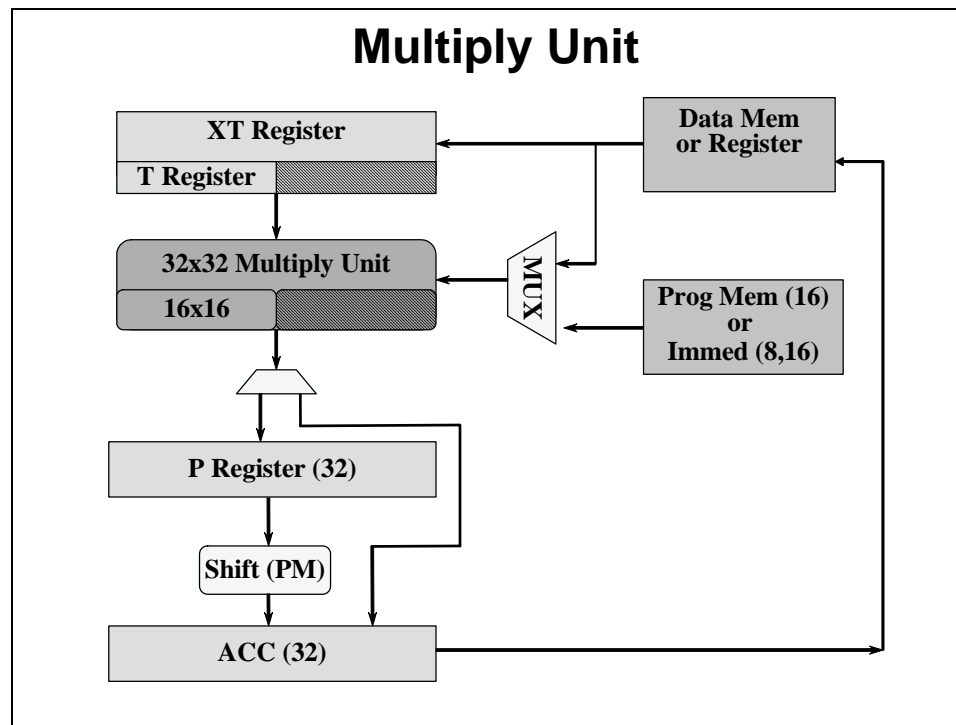 Multiply Unit
XT Register
T Register
Data Mem
or Register
32x32 Multiply Unit
16x16
MUX
Prog Mem (16)
or
Immed (8,16)
P Register (32)
Shift (PM)
ACC (32)